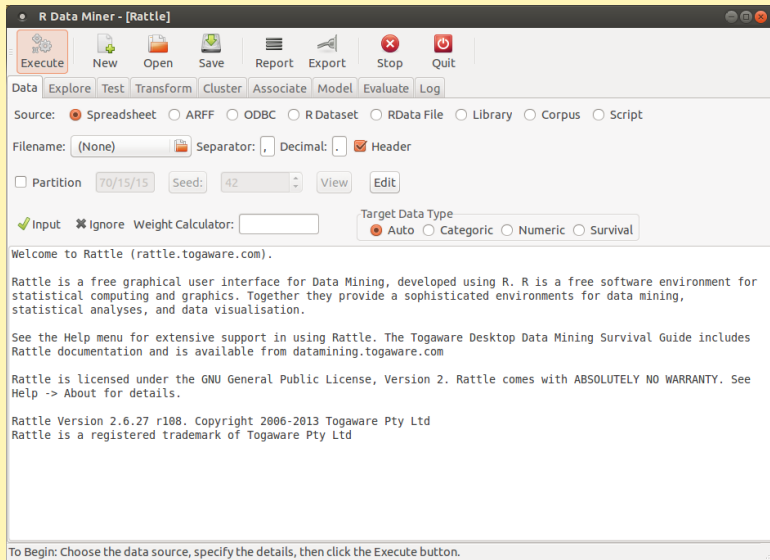 R Data Miner - [Rattle]
Execute New Open Save Report Export Stop Quit
Data Explore Test Transform Cluster Associate Model Evaluate Log
Source: Spreadsheet ARFF ODBC R Dataset RData File Library Corpus Script
Filename: (None) Separator: , Decimal: . Header
Partition 70/15/15 Seed: 42 View Edit
Target Data Type
Input Ignore Weight Calculator: Auto Categoric Numeric Survival
Welcome to Rattle (rattle.togaware.com).
Rattle is a free graphical user interface for Data Mining, developed using R. R is a free software environment for
statistical computing and graphics. Together they provide a sophisticated environments for data mining,
statistical analyses, and data visualisation.
See the Help menu for extensive support in using Rattle. The Togaware Desktop Data Mining Survival Guide includes
Rattle documentation and is available from datamining.togaware.com
Rattle is licensed under the GNU General Public License, Version 2. Rattle comes with ABSOLUTELY NO WARRANTY. See
Help -> About for details.
Rattle Version 2.6.27 r108. Copyright 2006-2013 Togaware Pty Ltd
Rattle is a registered trademark of Togaware Pty Ltd
To Begin: Choose the data source, specify the details, then click the Execute button.